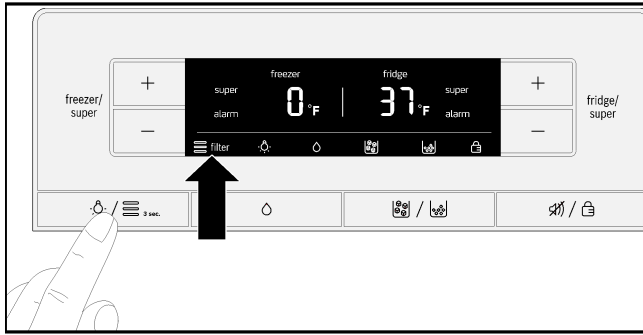 freezer fridge
super super
freezer/
super
0°F 37°F
fridge/
super
alarm alarm
filter
3 sec.